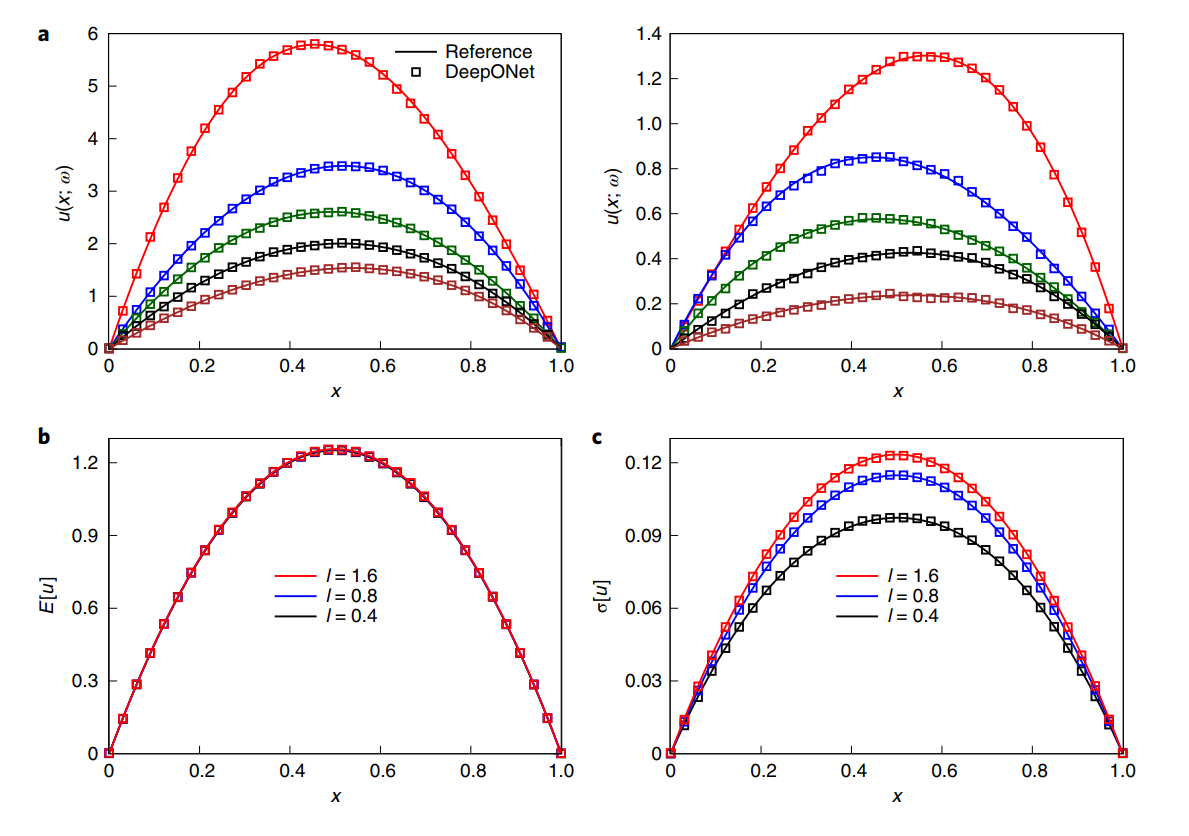 a
6
5
4
3
2
1
0
u(x; ω)
Reference
DeepONet
0 0.2 0.4 0.6 0.8 1.0
x
1.4
1.2
1.0
0.8
0.6
0.4
0.2
0
u(x; ω)
0 0.2 0.4 0.6 0.8 1.0
x
b
1.2
0.9
0.6
0.3
0
E[u]
l = 1.6
l = 0.8
l = 0.4
0 0.2 0.4 0.6 0.8 1.0
x
c
0.12
0.09
0.06
0.03
0
σ[u]
l = 1.6
l = 0.8
l = 0.4
0 0.2 0.4 0.6 0.8 1.0
x